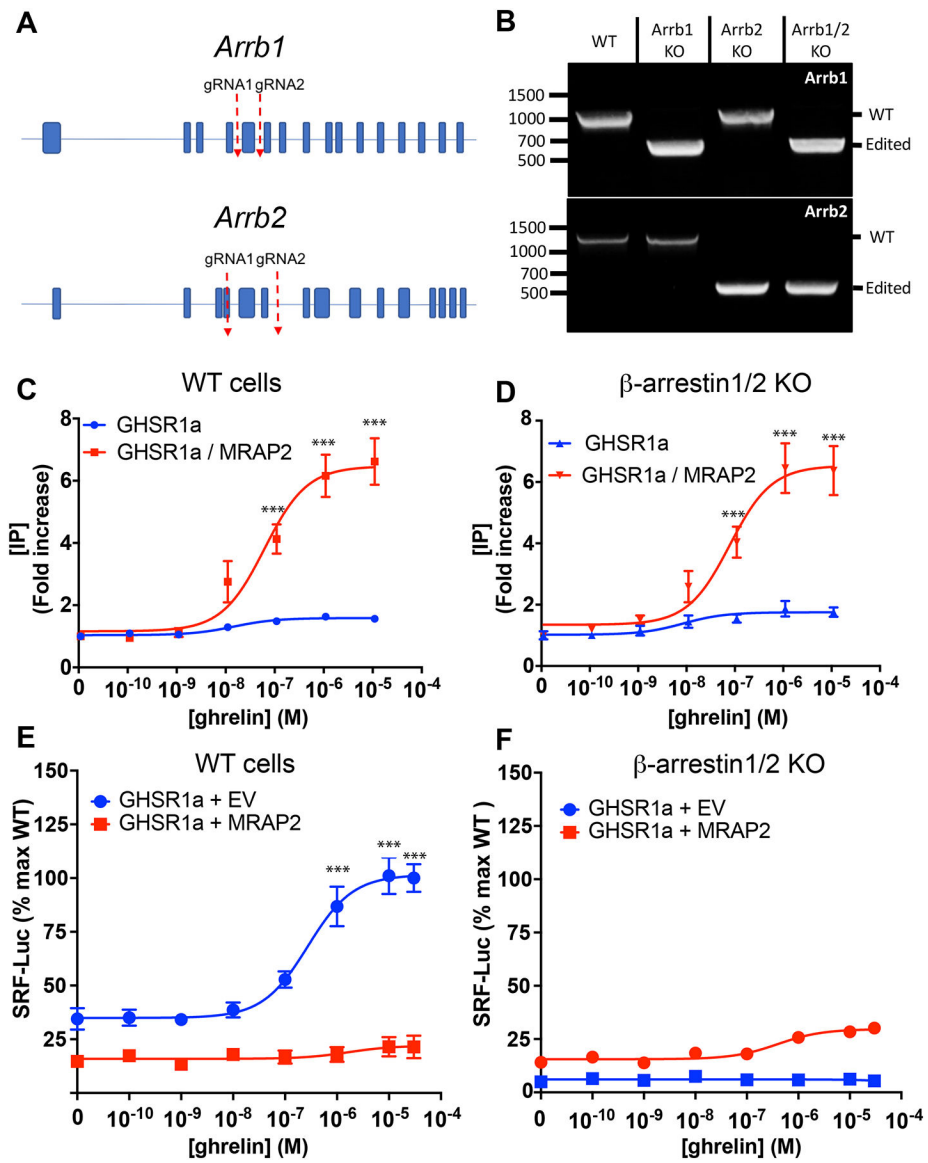 A
Arrb1
gRNA1 gRNA2
Arrb2
gRNA1 gRNA2
B
WT
Arrb1 KO
Arrb2 KO
Arrb1/2 KO
Arrb1
1500
1000
700
500
WT
Edited
Arrb2
1500
1000
700
500
WT
Edited
C
WT cells
GHSR1a
GHSR1a / MRAP2
[IP]
(Fold increase)
8
6
4
2
0
***
***
***
0 10-10 10-9 10-8 10-7 10-6 10-5 10-4
[ghrelin] (M)
D
β-arrestin1/2 KO
GHSR1a
GHSR1a / MRAP2
[IP]
(Fold increase)
8
6
4
2
0
***
***
***
0 10-10 10-9 10-8 10-7 10-6 10-5 10-4
[ghrelin] (M)
E
WT cells
GHSR1a + EV
GHSR1a + MRAP2
SRF-Luc (% max WT)
150
125
100
75
50
25
0
***
***
***
0 10-10 10-9 10-8 10-7 10-6 10-5 10-4
[ghrelin] (M)
F
β-arrestin1/2 KO
GHSR1a + EV
GHSR1a + MRAP2
SRF-Luc (% max WT )
150
125
100
75
50
25
0
0 10-10 10-9 10-8 10-7 10-6 10-5 10-4
[ghrelin] (M)